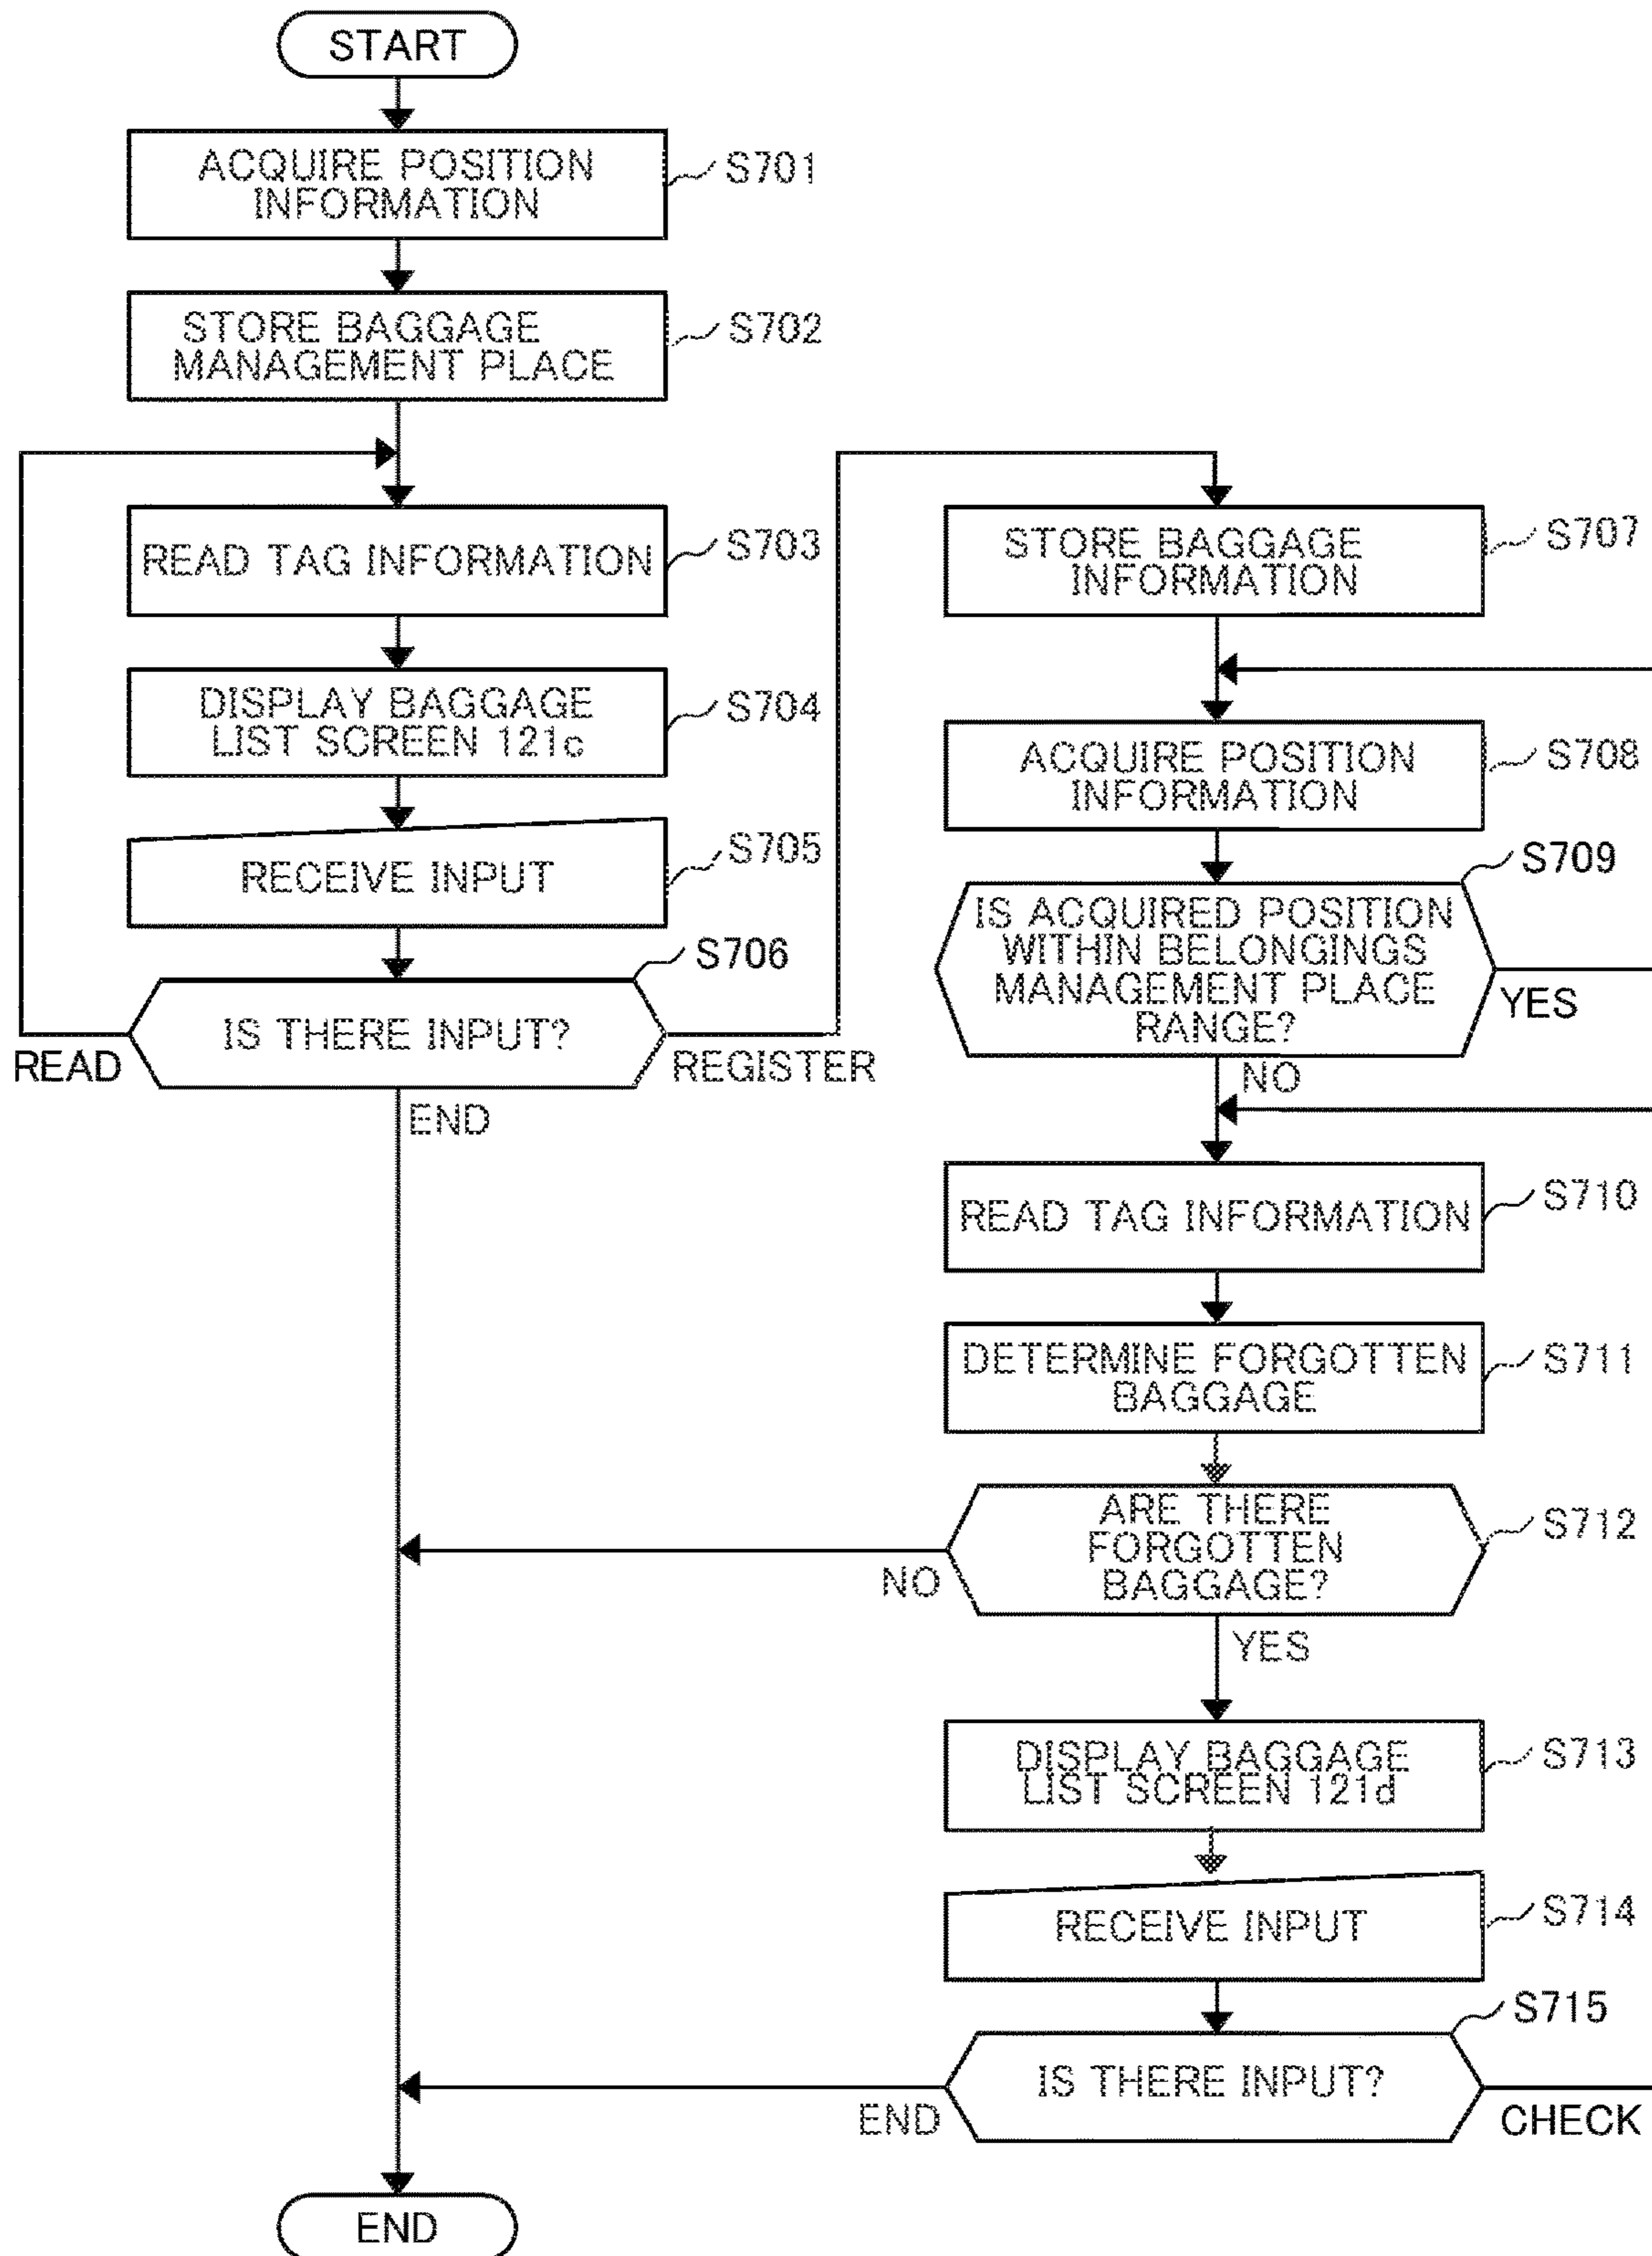 START
ACQUIRE POSITION
INFORMATION
S701
STORE BAGGAGE
MANAGEMENT PLACE
S702
READ TAG INFORMATION
S703
DISPLAY BAGGAGE
LIST SCREEN 121c
S704
RECEIVE INPUT
S705
IS THERE INPUT?
S706
READ
REGISTER
END
STORE BAGGAGE
INFORMATION
S707
ACQUIRE POSITION
INFORMATION
S708
IS ACQUIRED POSITION
WITHIN BELONGINGS
MANAGEMENT PLACE
RANGE?
S709
YES
NO
READ TAG INFORMATION
S710
DETERMINE FORGOTTEN
BAGGAGE
S711
ARE THERE
FORGOTTEN
BAGGAGE?
S712
NO
YES
DISPLAY BAGGAGE
LIST SCREEN 121d
S713
RECEIVE INPUT
S714
IS THERE INPUT?
S715
END
CHECK
END